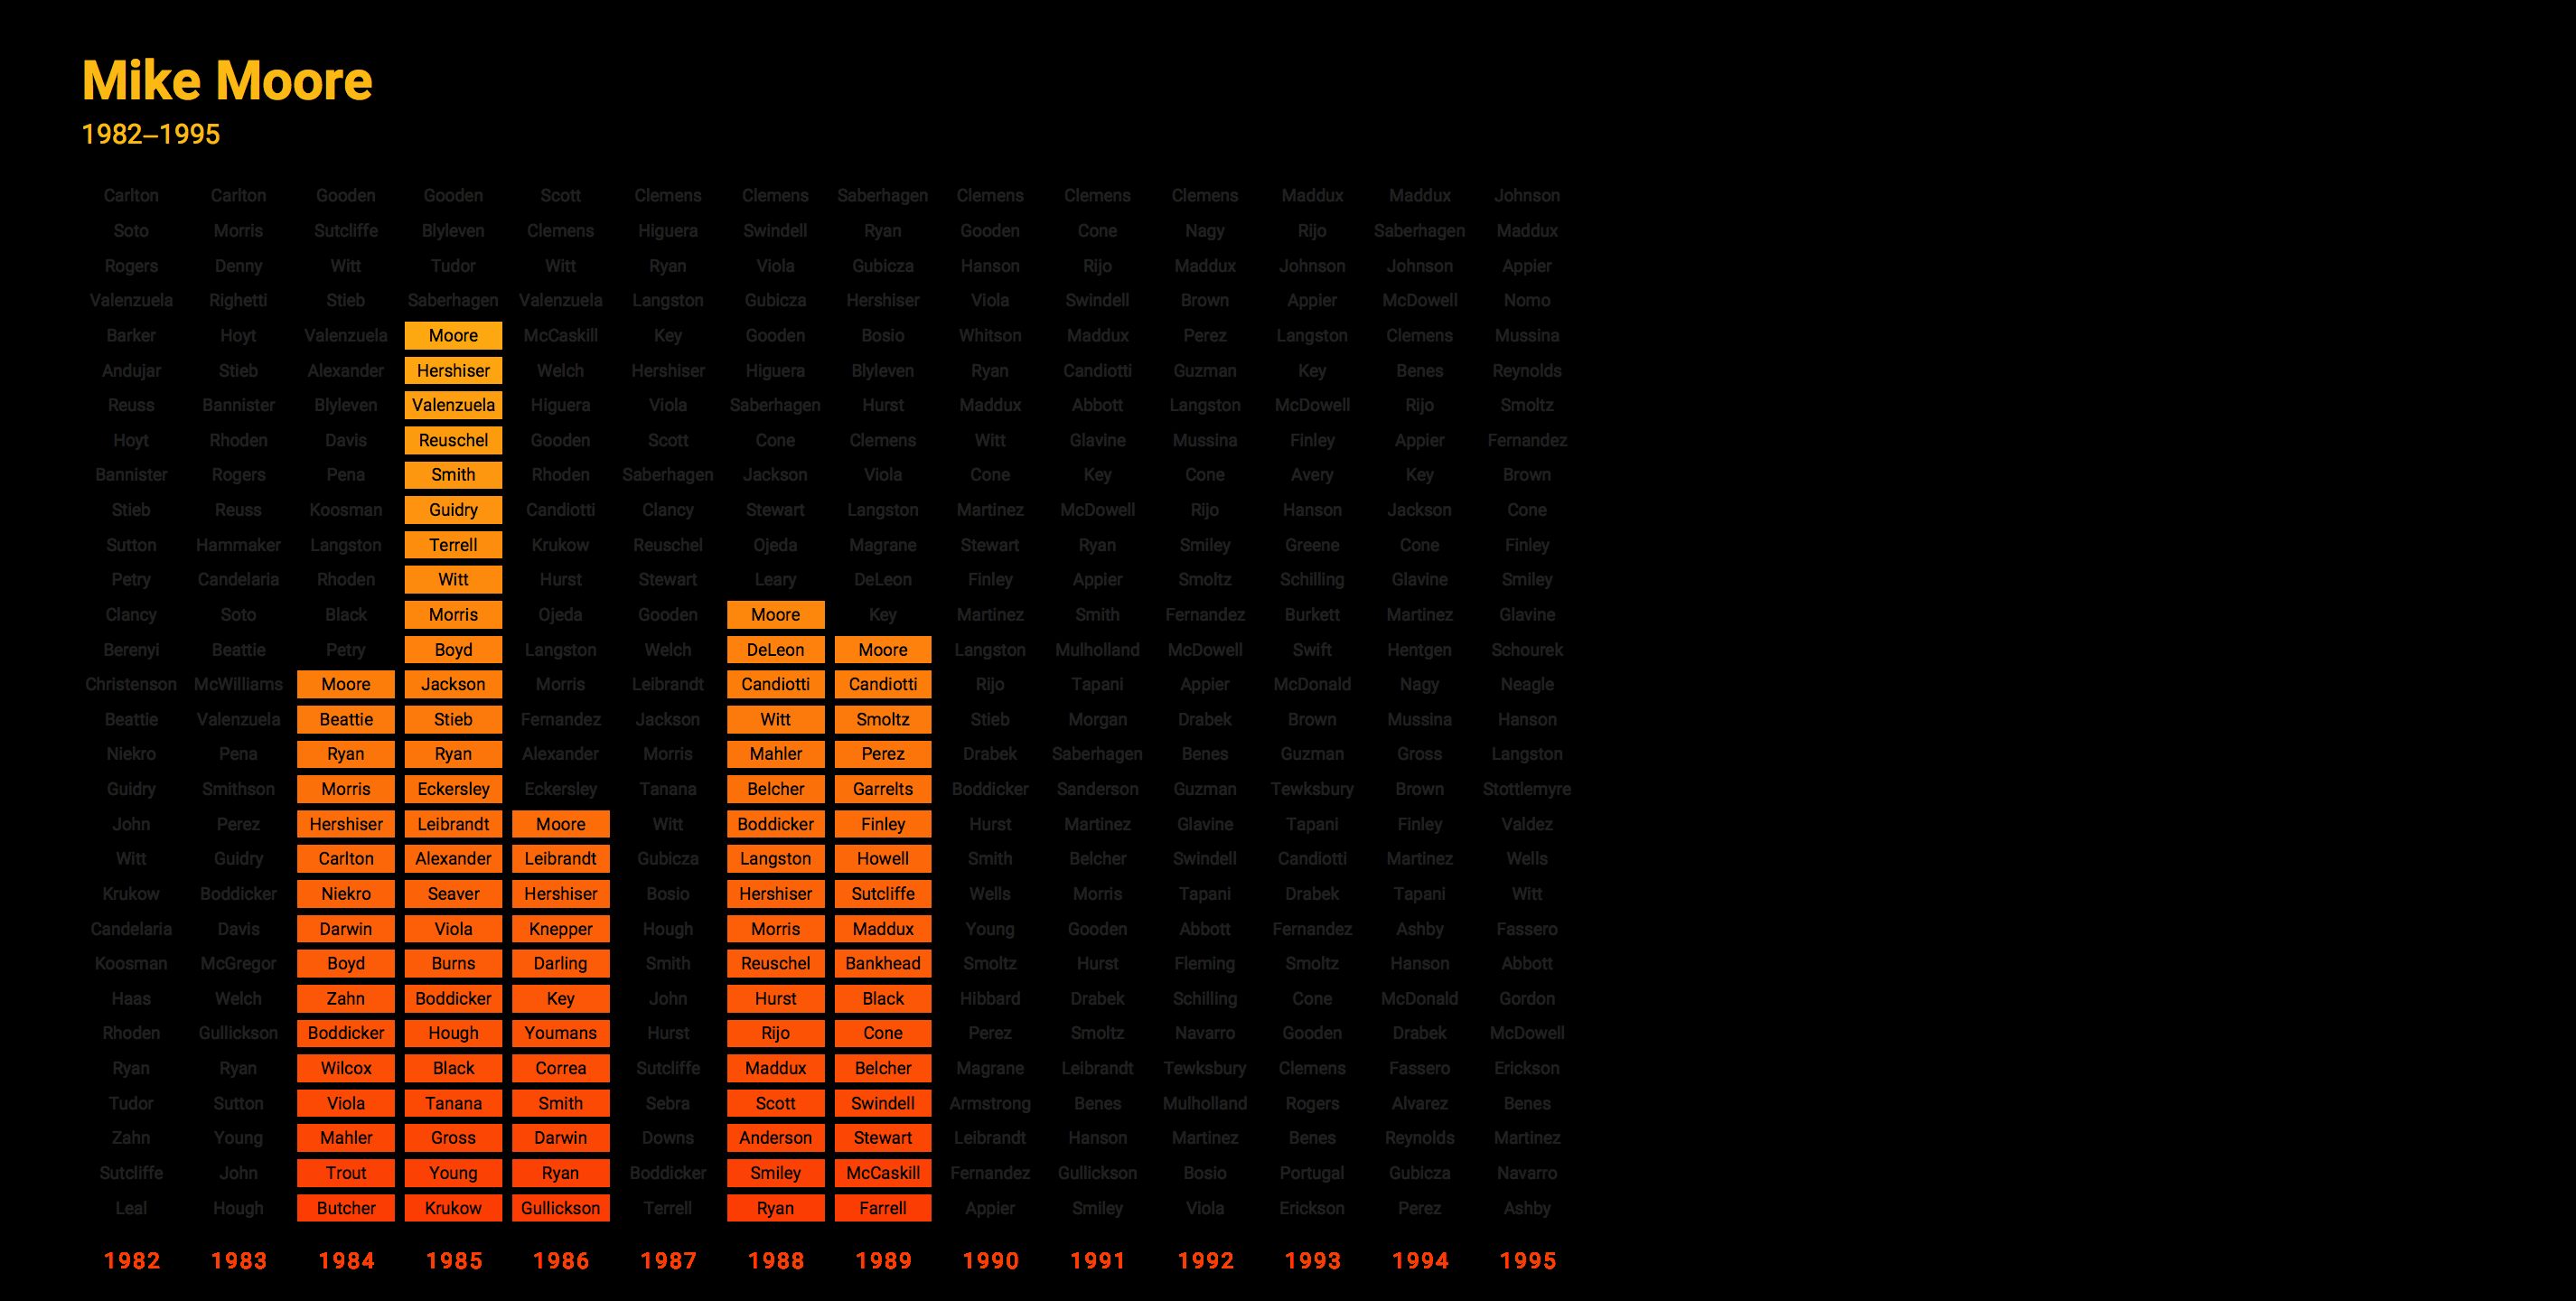 Mike Moore
1982–1995
Carlton Carlton Gooden Gooden Scott Clemens Clemens Saberhagen Clemens Clemens Clemens Maddux Maddux Johnson
Soto Morris Sutcliffe Blyleven Clemens Higuera Swindell Ryan Gooden Cone Nagy Rijo Saberhagen Maddux
Rogers Denny Witt Tudor Witt Ryan Viola Gubicza Hanson Rijo Maddux Johnson Johnson Appier
Valenzuela Righetti Stieb Saberhagen Valenzuela Langston Gubicza Hershiser Viola Swindell Brown Appier McDowell Nomo
Barker Hoyt Valenzuela Moore McCaskill Key Gooden Bosio Whitson Maddux Perez Langston Clemens Mussina
Andujar Stieb Alexander Hershiser Welch Hershiser Higuera Blyleven Ryan Candiotti Guzman Key Benes Reynolds
Reuss Bannister Blyleven Valenzuela Higuera Viola Saberhagen Hurst Maddux Abbott Langston McDowell Rijo Smoltz
Hoyt Rhoden Davis Reuschel Gooden Scott Cone Clemens Witt Glavine Mussina Finley Appier Fernandez
Bannister Rogers Pena Smith Rhoden Saberhagen Jackson Viola Cone Key Cone Avery Key Brown
Stieb Reuss Koosman Guidry Candiotti Clancy Stewart Langston Martinez McDowell Rijo Hanson Jackson Cone
Sutton Hammaker Langston Terrell Krukow Reuschel Ojeda Magrane Stewart Ryan Smiley Greene Cone Finley
Petry Candelaria Rhoden Witt Hurst Stewart Leary DeLeon Finley Appier Smoltz Schilling Glavine Smiley
Clancy Soto Black Morris Ojeda Gooden Moore Key Martinez Smith Fernandez Burkett Martinez Glavine
Berenyi Beattie Petry Boyd Langston Welch DeLeon Moore Langston Mulholland McDowell Swift Hentgen Schourek
Christenson McWilliams Moore Jackson Morris Leibrandt Candiotti Candiotti Rijo Tapani Appier McDonald Nagy Neagle
Beattie Valenzuela Beattie Stieb Fernandez Jackson Witt Smoltz Stieb Morgan Drabek Brown Mussina Hanson
Niekro Pena Ryan Ryan Alexander Morris Mahler Perez Drabek Saberhagen Benes Guzman Gross Langston
Guidry Smithson Morris Eckersley Eckersley Tanana Belcher Garrelts Boddicker Sanderson Guzman Tewksbury Brown Stottlemyre
John Perez Hershiser Leibrandt Moore Witt Boddicker Finley Hurst Martinez Glavine Tapani Finley Valdez
Witt Guidry Carlton Alexander Leibrandt Gubicza Langston Howell Smith Belcher Swindell Candiotti Martinez Wells
Krukow Boddicker Niekro Seaver Hershiser Bosio Hershiser Sutcliffe Wells Morris Tapani Drabek Tapani Witt
Candelaria Davis Darwin Viola Knepper Hough Morris Maddux Young Gooden Abbott Fernandez Ashby Fassero
Koosman McGregor Boyd Burns Darling Smith Reuschel Bankhead Smoltz Hurst Fleming Smoltz Hanson Abbott
Haas Welch Zahn Boddicker Key John Hurst Black Hibbard Drabek Schilling Cone McDonald Gordon
Rhoden Gullickson Boddicker Hough Youmans Hurst Rijo Cone Perez Smoltz Navarro Gooden Drabek McDowell
Ryan Ryan Wilcox Black Correa Sutcliffe Maddux Belcher Magrane Leibrandt Tewksbury Clemens Fassero Erickson
Tudor Sutton Viola Tanana Smith Sebra Scott Swindell Armstrong Benes Mulholland Rogers Alvarez Benes
Zahn Young Mahler Gross Darwin Downs Anderson Stewart Leibrandt Hanson Martinez Benes Reynolds Martinez
Sutcliffe John Trout Young Ryan Boddicker Smiley McCaskill Fernandez Gullickson Bosio Portugal Gubicza Navarro
Leal Hough Butcher Krukow Gullickson Terrell Ryan Farrell Appier Smiley Viola Erickson Perez Ashby
1982 1983 1984 1985 1986 1987 1988 1989 1990 1991 1992 1993 1994 1995